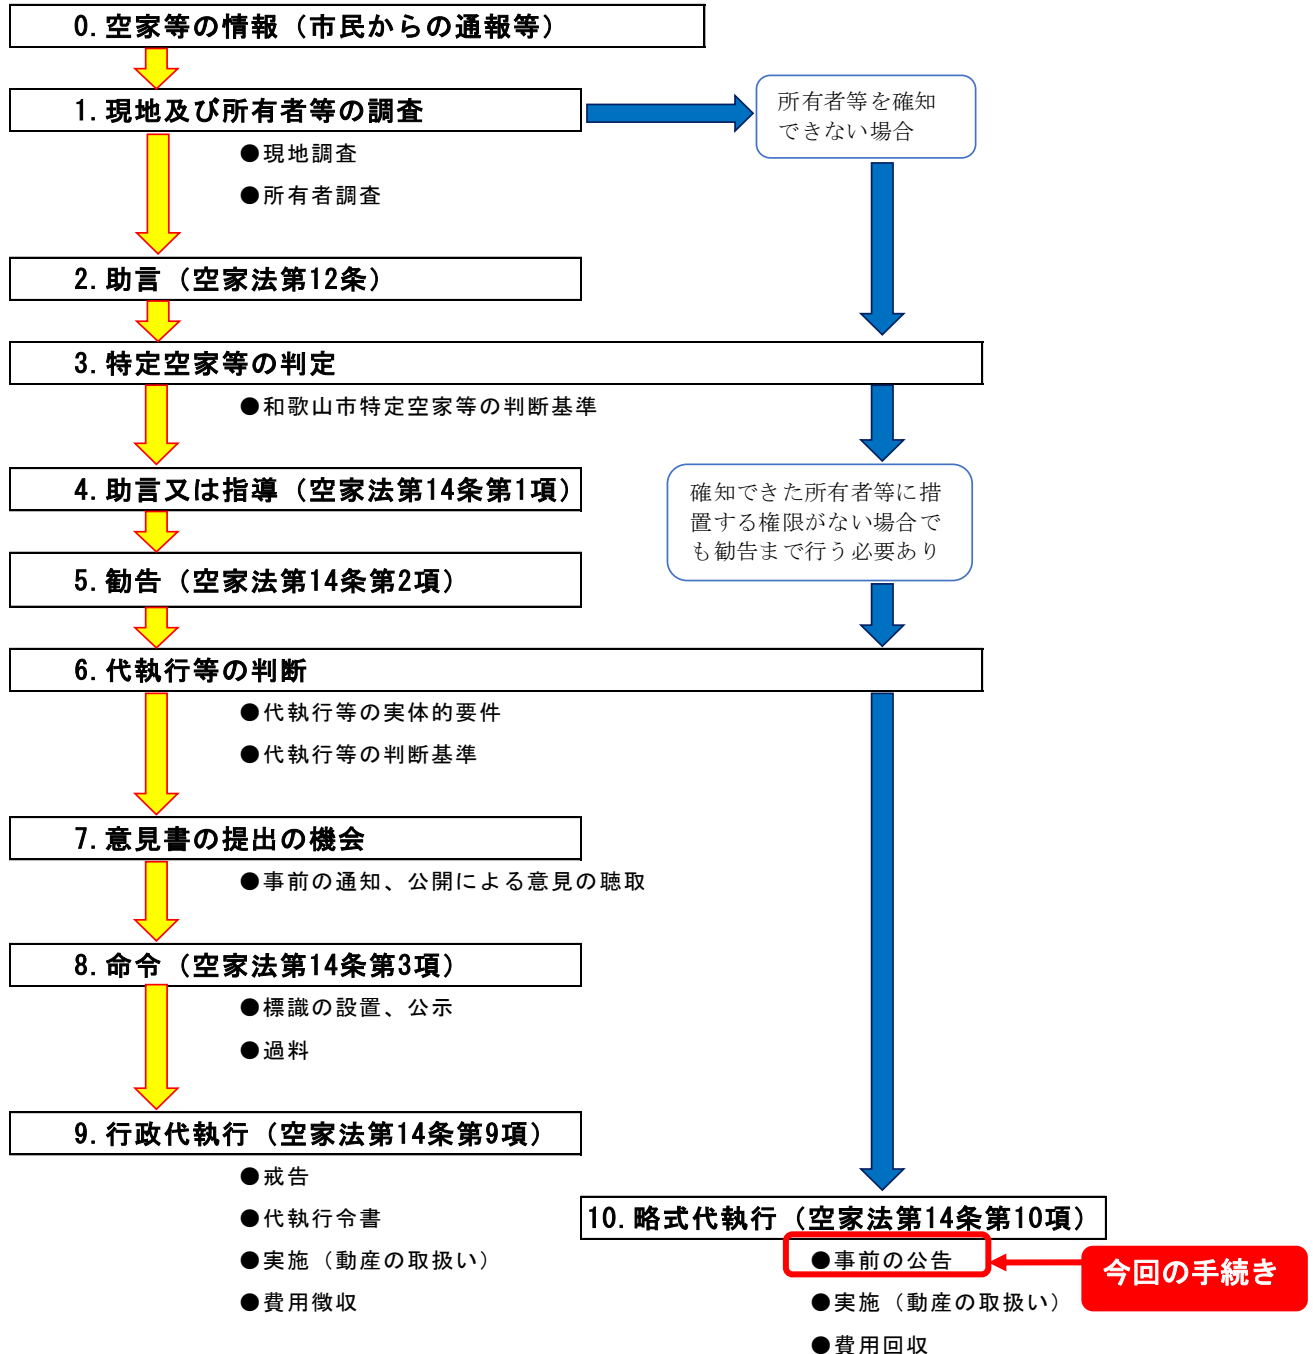 0.空家等の情報（市民からの通報等）
1.現地及び所有者等の調査
所有者等を確知
できない場合
●現地調査
●所有者調査
2.助言（空家法第12条）
3.特定空家等の判定
●和歌山市特定空家等の判断基準
4.助言又は指導（空家法第14条第1項）
確知できた所有者等に措
置する権限がない場合で
も勧告まで行う必要あり
5.勧告（空家法第14条第2項）
6.代執行等の判断
●代執行等の実体的要件
●代執行等の判断基準
7.意見書の提出の機会
●事前の通知、公開による意見の聴取
8.命令（空家法第14条第3項）
●標識の設置、公示
●過料
9.行政代執行（空家法第14条第9項）
●戒告
●代執行令書
●実施（動産の取扱い）
●費用徴収
10.略式代執行（空家法第14条第10項）
●事前の公告
今回の手続き
●実施（動産の取扱い）
●費用回収